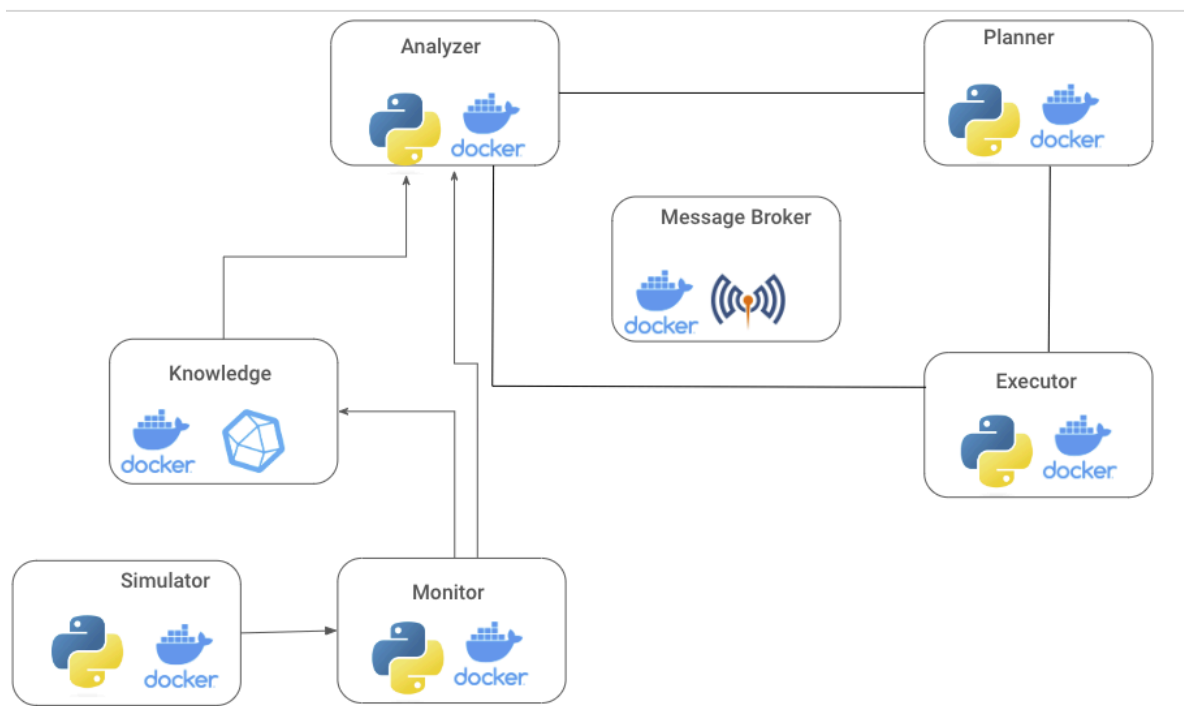 Analyzer
docker
Planner
docker
Message Broker
docker
Knowledge
docker
Executor
docker
Simulator
docker
Monitor
docker